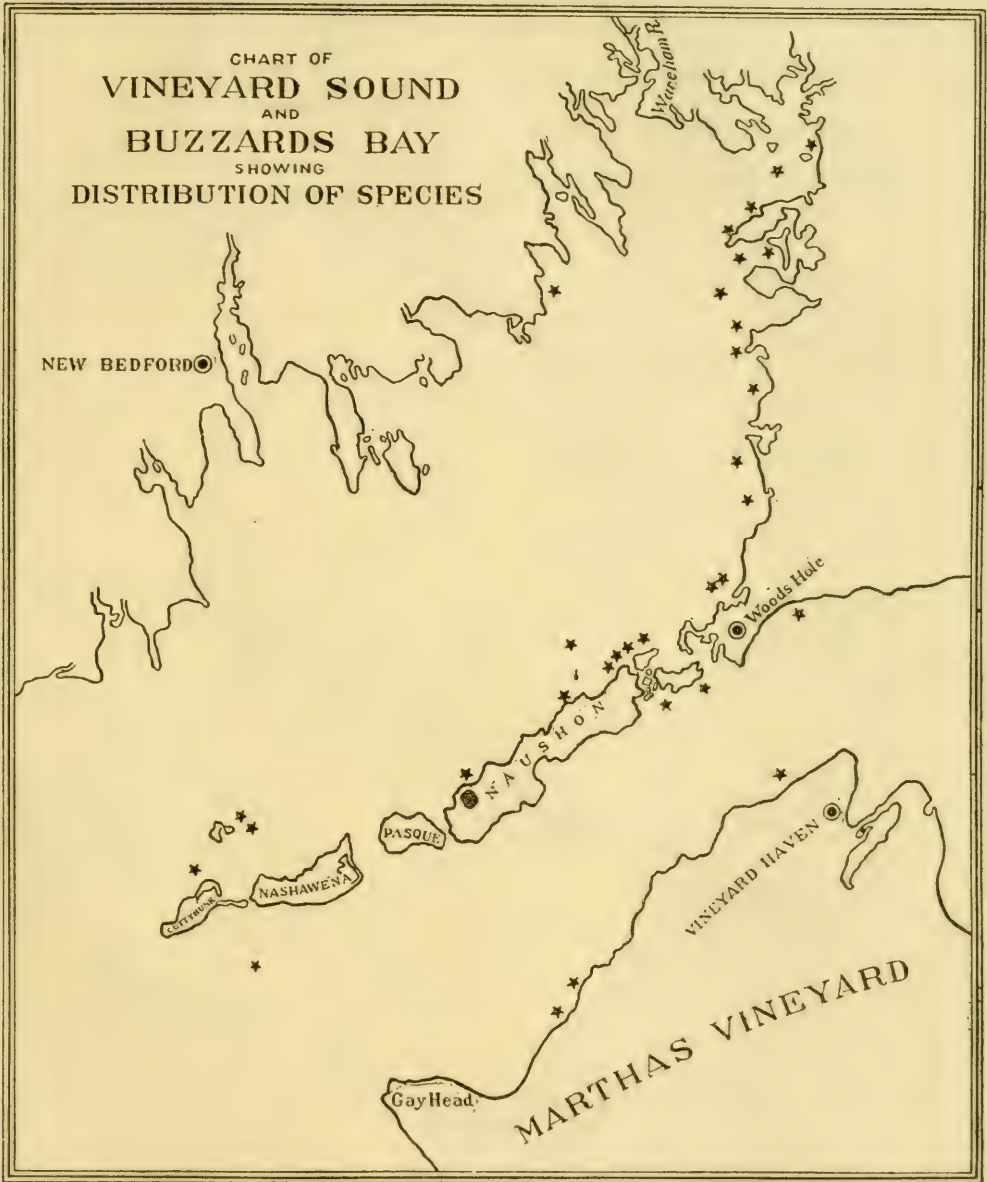 CHART OF
VINEYARD SOUND
AND
BUZZARDS BAY
SHOWING
DISTRIBUTION OF SPECIES
Wareham R.
NEW BEDFORD
Woods Hole
NAUSHON
PASQUE
NASHAWENA
CUTTYHUNK
VINEYARD HAVEN
MARTHAS VINEYARD
Gay Head